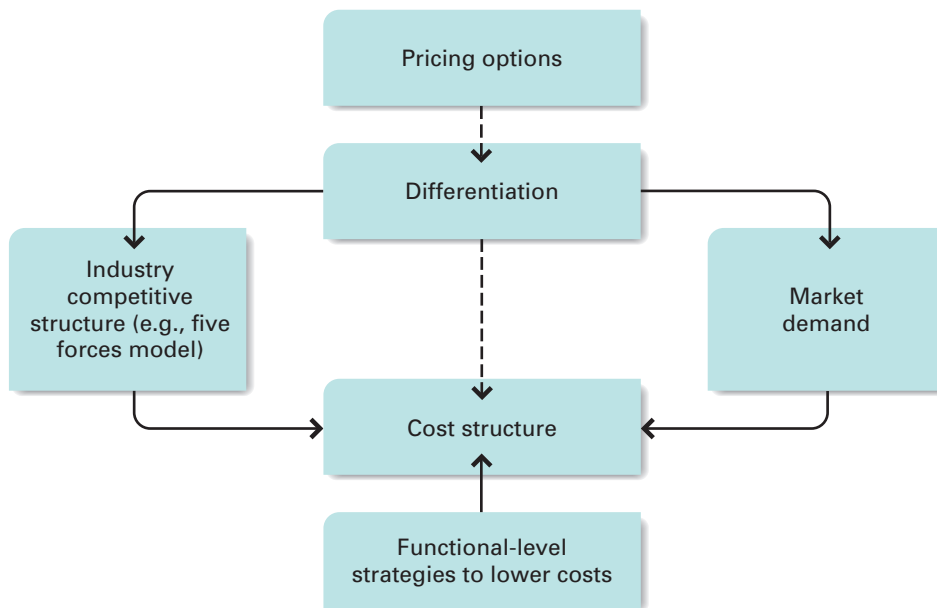 Pricing options
Differentiation
Industry
competitive
structure (e.g., five
forces model)
Market
demand
Cost structure
Functional-level
strategies to lower costs